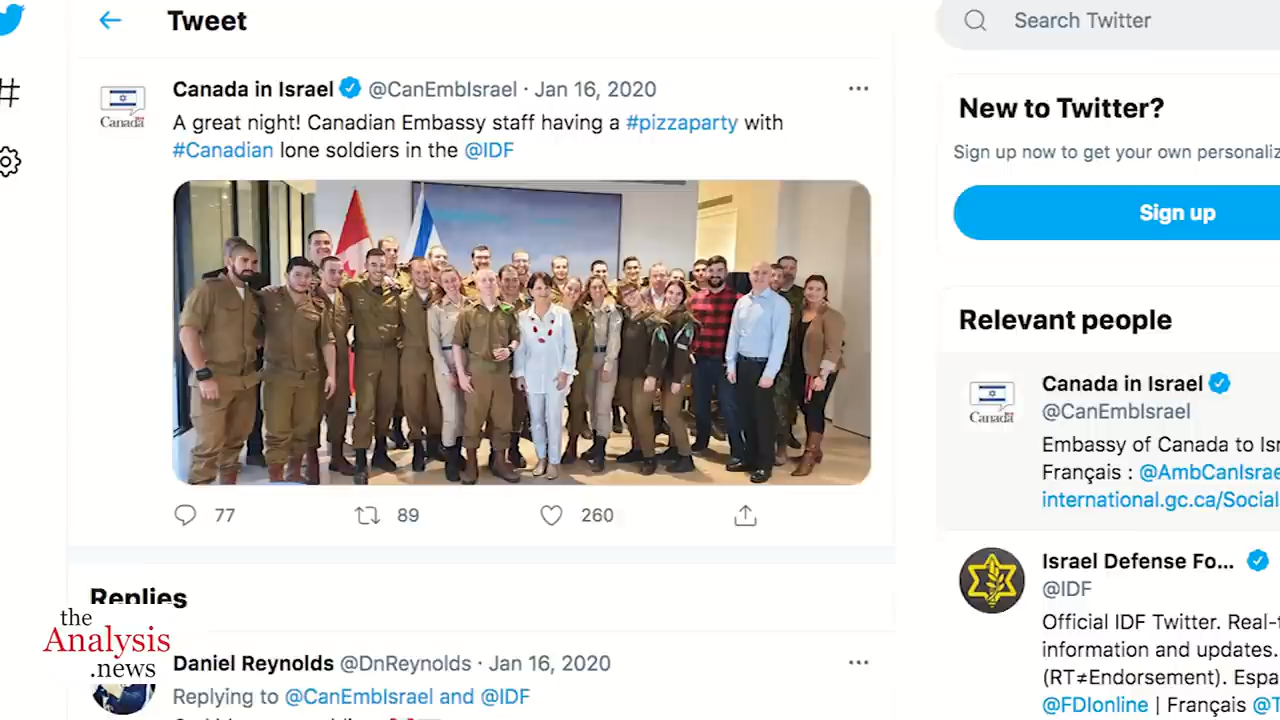 Tweet
Canada in Israel @CanEmbIsrael · Jan 16, 2020
A great night! Canadian Embassy staff having a #pizzaparty with
#Canadian lone soldiers in the @IDF
Canada
77
89
260
Replies
Daniel Reynolds @DnReynolds · Jan 16, 2020
Replying to @CanEmbIsrael and @IDF
the
Analysis
.news
Search Twitter
New to Twitter?
Sign up now to get your own personaliz
Sign up
Relevant people
Canada in Israel
@CanEmbIsrael
Canada
Embassy of Canada to Isr
Français : @AmbCanIsrae
international.gc.ca/Social
Israel Defense Fo...
@IDF
Official IDF Twitter. Real-t
information and updates.
(RT≠Endorsement). Espa
@FDIonline | Français @T